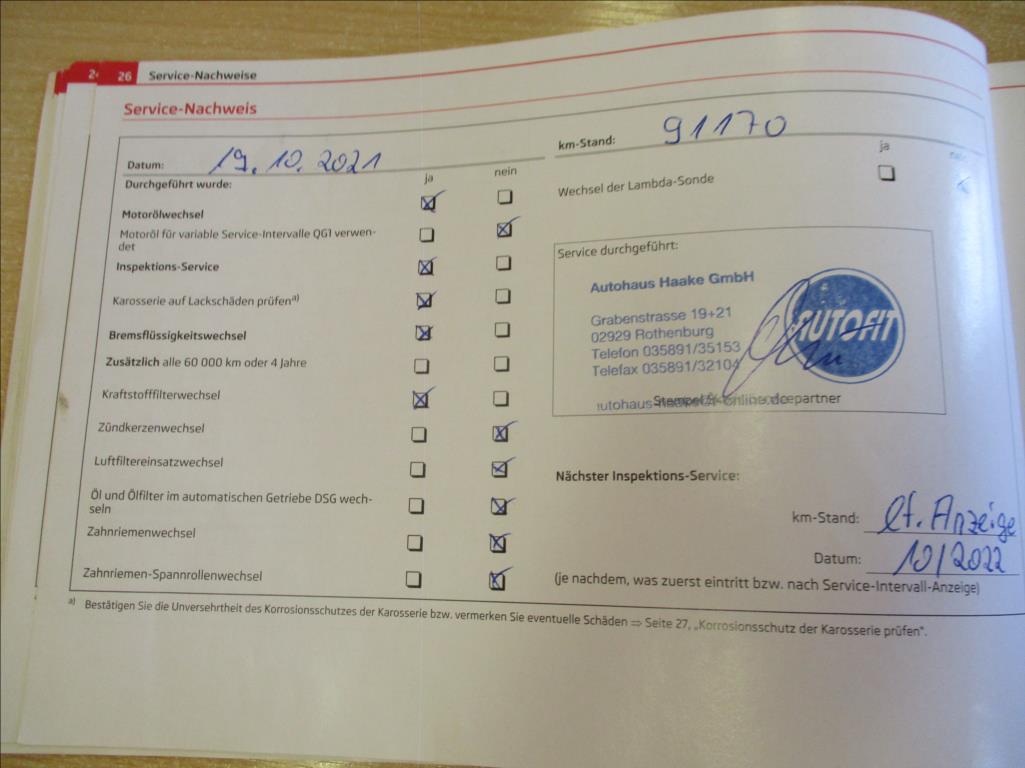 26 Service-Nachweise
Service-Nachweis
Datum: 19.10.2021
km-Stand: 91170
Durchgeführt wurde:
ja nein
ja
Motorölwechsel
Wechsel der Lambda-Sonde
Motoröl für variable Service-Intervalle QG1 verwen-
det
Inspektions-Service
Karosserie auf Lackschäden prüfen a)
Bremsflüssigkeitswechsel
Zusätzlich alle 60 000 km oder 4 Jahre
Kraftstofffilterwechsel
Zündkerzenwechsel
Luftfiltereinsatzwechsel
Öl und Ölfilter im automatischen Getriebe DSG wech-
seln
Zahnriemenwechsel
Zahnriemen-Spannrollenwechsel
Service durchgeführt:
Autohaus Haake GmbH
Grabenstrasse 19+21
02929 Rothenburg
Telefon 035891/35153
Telefax 035891/32104
AUTOFIT
Nächster Inspektions-Service:
km-Stand: lt. Anzeige
Datum: 10/2022
(je nachdem, was zuerst eintritt bzw. nach Service-Intervall-Anzeige)
a) Bestätigen Sie die Unversehrtheit des Korrosionsschutzes der Karosserie bzw. vermerken Sie eventuelle Schäden ⇒ Seite 27, „Korrosionsschutz der Karosserie prüfen“.